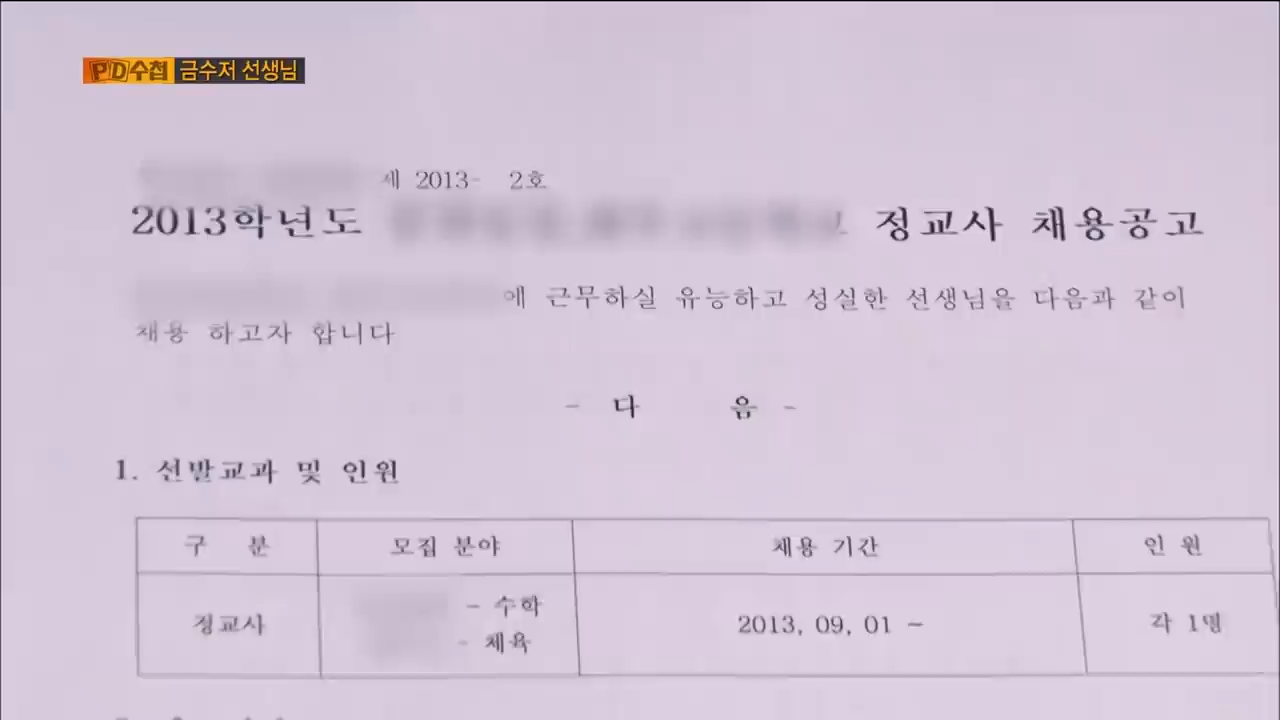 PD수첩 금수저 선생님
제 2013- 2호
2013학년도 정교사 채용공고
에 근무하실 유능하고 성실한 선생님을 다음과 같이
채용 하고자 합니다
- 다 음 -
1. 선발교과 및 인원
구 분 모집 분야 채용 기간 인 원
정교사 - 수학 2013, 09, 01 ~ 각 1명
- 체육